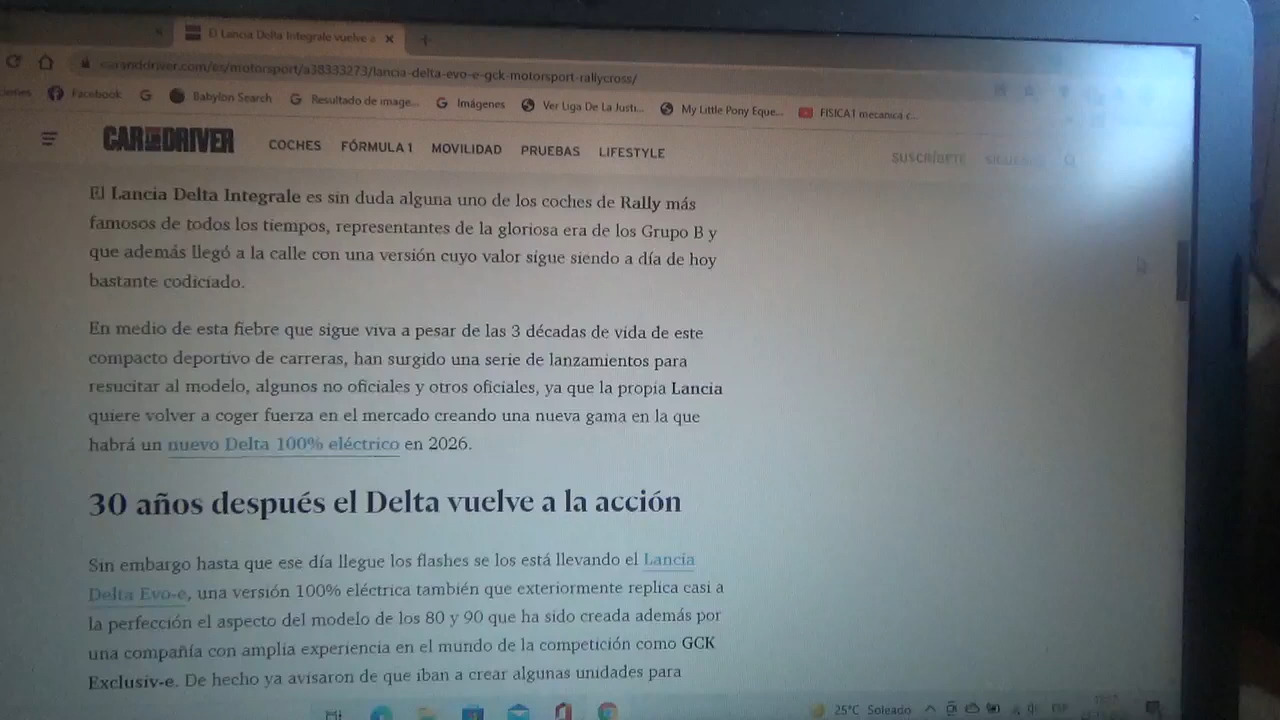 El Lancia Delta Integrale vuelve a
caranddriver.com/es/motorsport/a38333273/lancia-delta-evo-e-gck-motorsport-rallycross/
Facebook Babylon Search Resultado de image... Imágenes Ver Liga De La Justi... My Little Pony Eque... FISICA1 mecanica c...
CAR AND DRIVER COCHES FÓRMULA 1 MOVILIDAD PRUEBAS LIFESTYLE SUSCRÍBETE
El Lancia Delta Integrale es sin duda alguna uno de los coches de Rally más
famosos de todos los tiempos, representantes de la gloriosa era de los Grupo B y
que además llegó a la calle con una versión cuyo valor sigue siendo a día de hoy
bastante codiciado.
En medio de esta fiebre que sigue viva a pesar de las 3 décadas de vida de este
compacto deportivo de carreras, han surgido una serie de lanzamientos para
resucitar al modelo, algunos no oficiales y otros oficiales, ya que la propia Lancia
quiere volver a coger fuerza en el mercado creando una nueva gama en la que
habrá un nuevo Delta 100% eléctrico en 2026.
30 años después el Delta vuelve a la acción
Sin embargo hasta que ese día llegue los flashes se los está llevando el Lancia
Delta Evo-e, una versión 100% eléctrica también que exteriormente replica casi a
la perfección el aspecto del modelo de los 80 y 90 que ha sido creada además por
una compañía con amplia experiencia en el mundo de la competición como GCK
Exclusiv-e. De hecho ya avisaron de que iban a crear algunas unidades para
25°C Soleado ESP